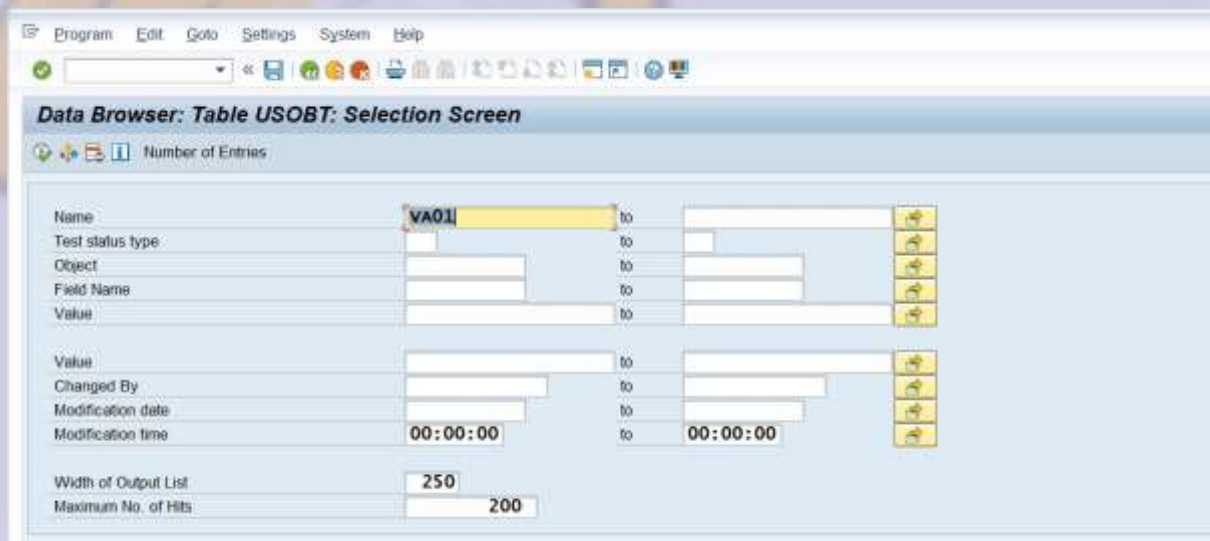 Program Edit Goto Settings System Help
Data Browser: Table USOBT: Selection Screen
Number of Entries
Name VA01 to
Test status type to
Object to
Field Name to
Value to
Value to
Changed By to
Modification date to
Modification time 00:00:00 to 00:00:00
Width of Output List 250
Maximum No. of Hits 200